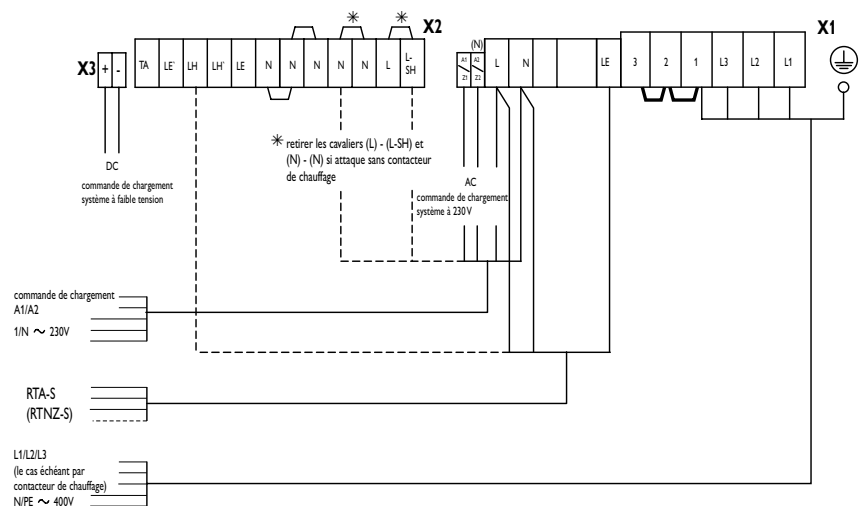 X3
+ -
DC
commande de chargement
système à faible tension
X2
TA LE` LH LH` LE N N N N N L L-SH
✳ ✳
✳ retirer les cavaliers (L) - (L-SH) et
(N) - (N) si attaque sans contacteur
de chauffage
(N)
A1 A2 L N LE 3 2 1 L3 L2 L1
Z1 Z2
X1
AC
commande de chargement
système à 230 V
commande de chargement
A1/A2
1/N ～ 230V
RTA-S
(RTNZ-S)
L1/L2/L3
(le cas échéant par
contacteur de chauffage)
N/PE ～ 400V